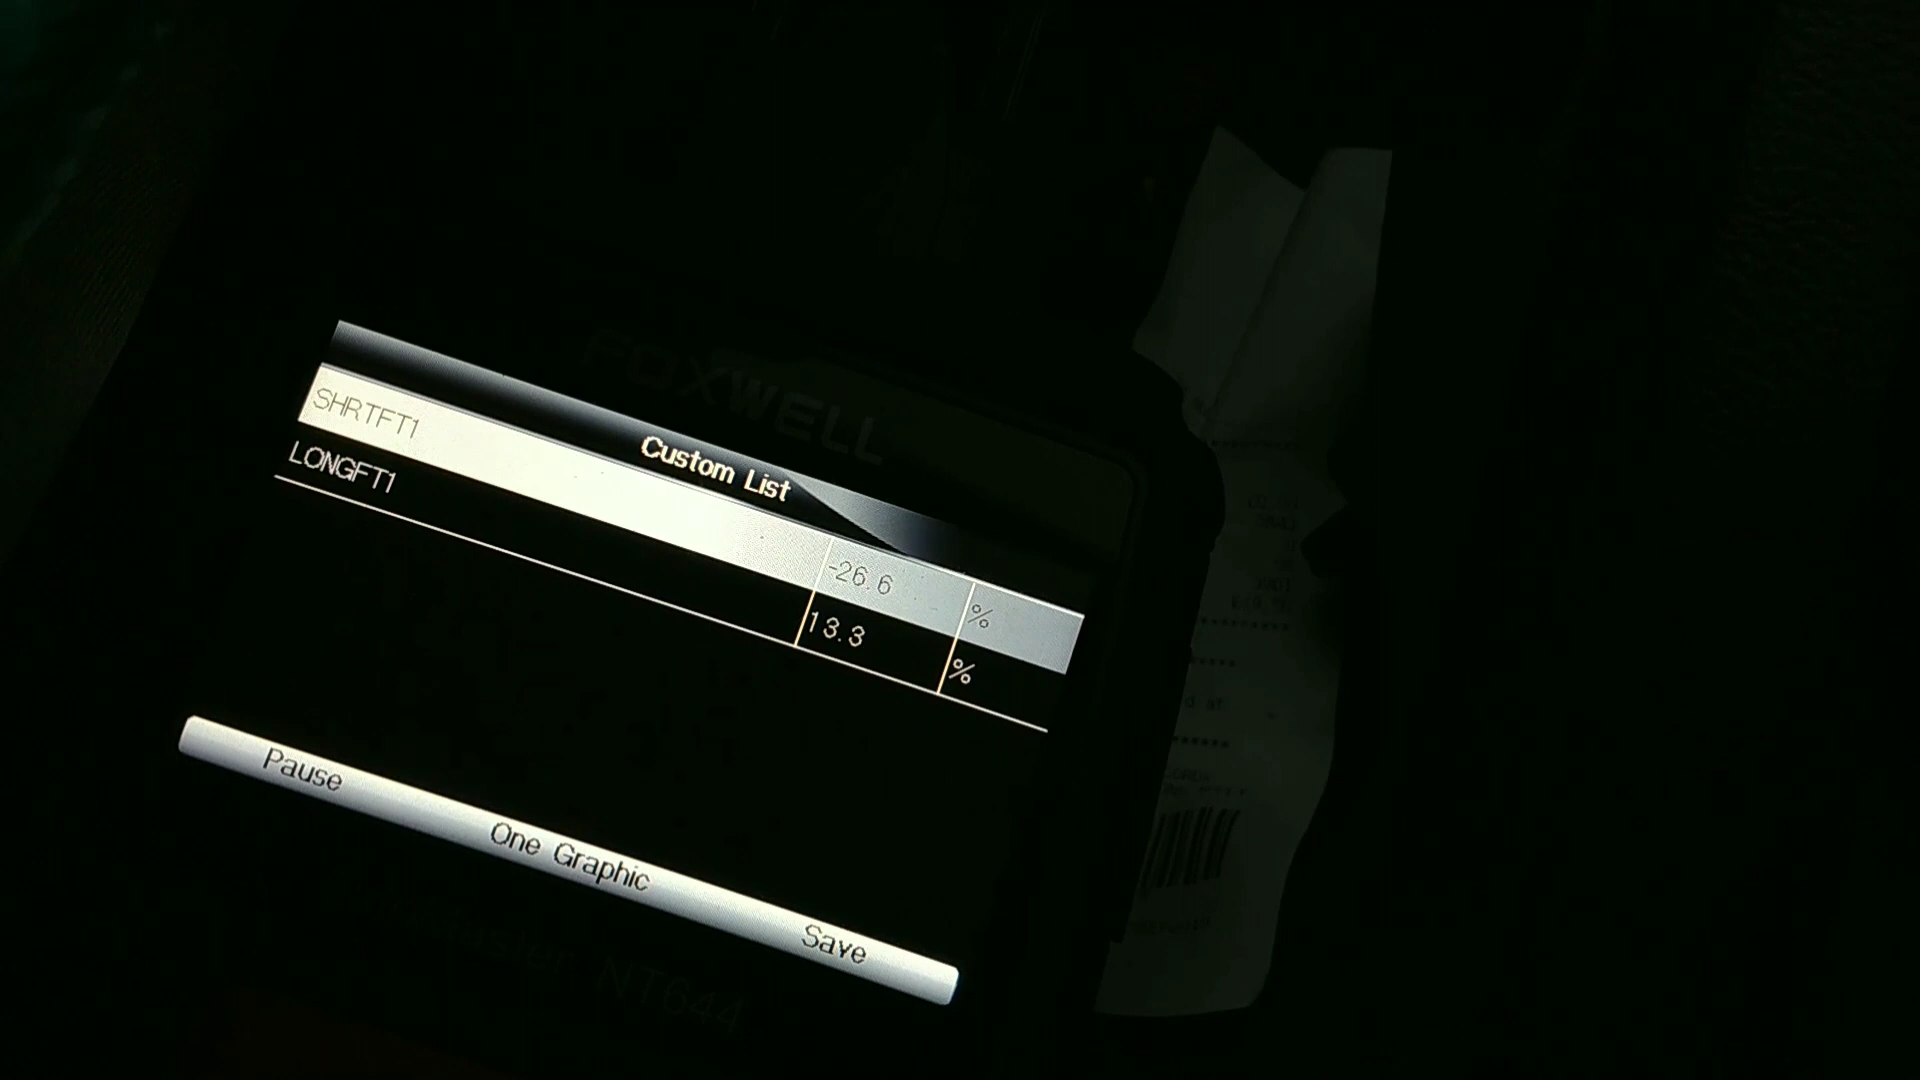 FOXWELL
Custom List
SHRTFT1 -26.6 %
LONGFT1 13.3 %
Pause One Graphic Save
NT644